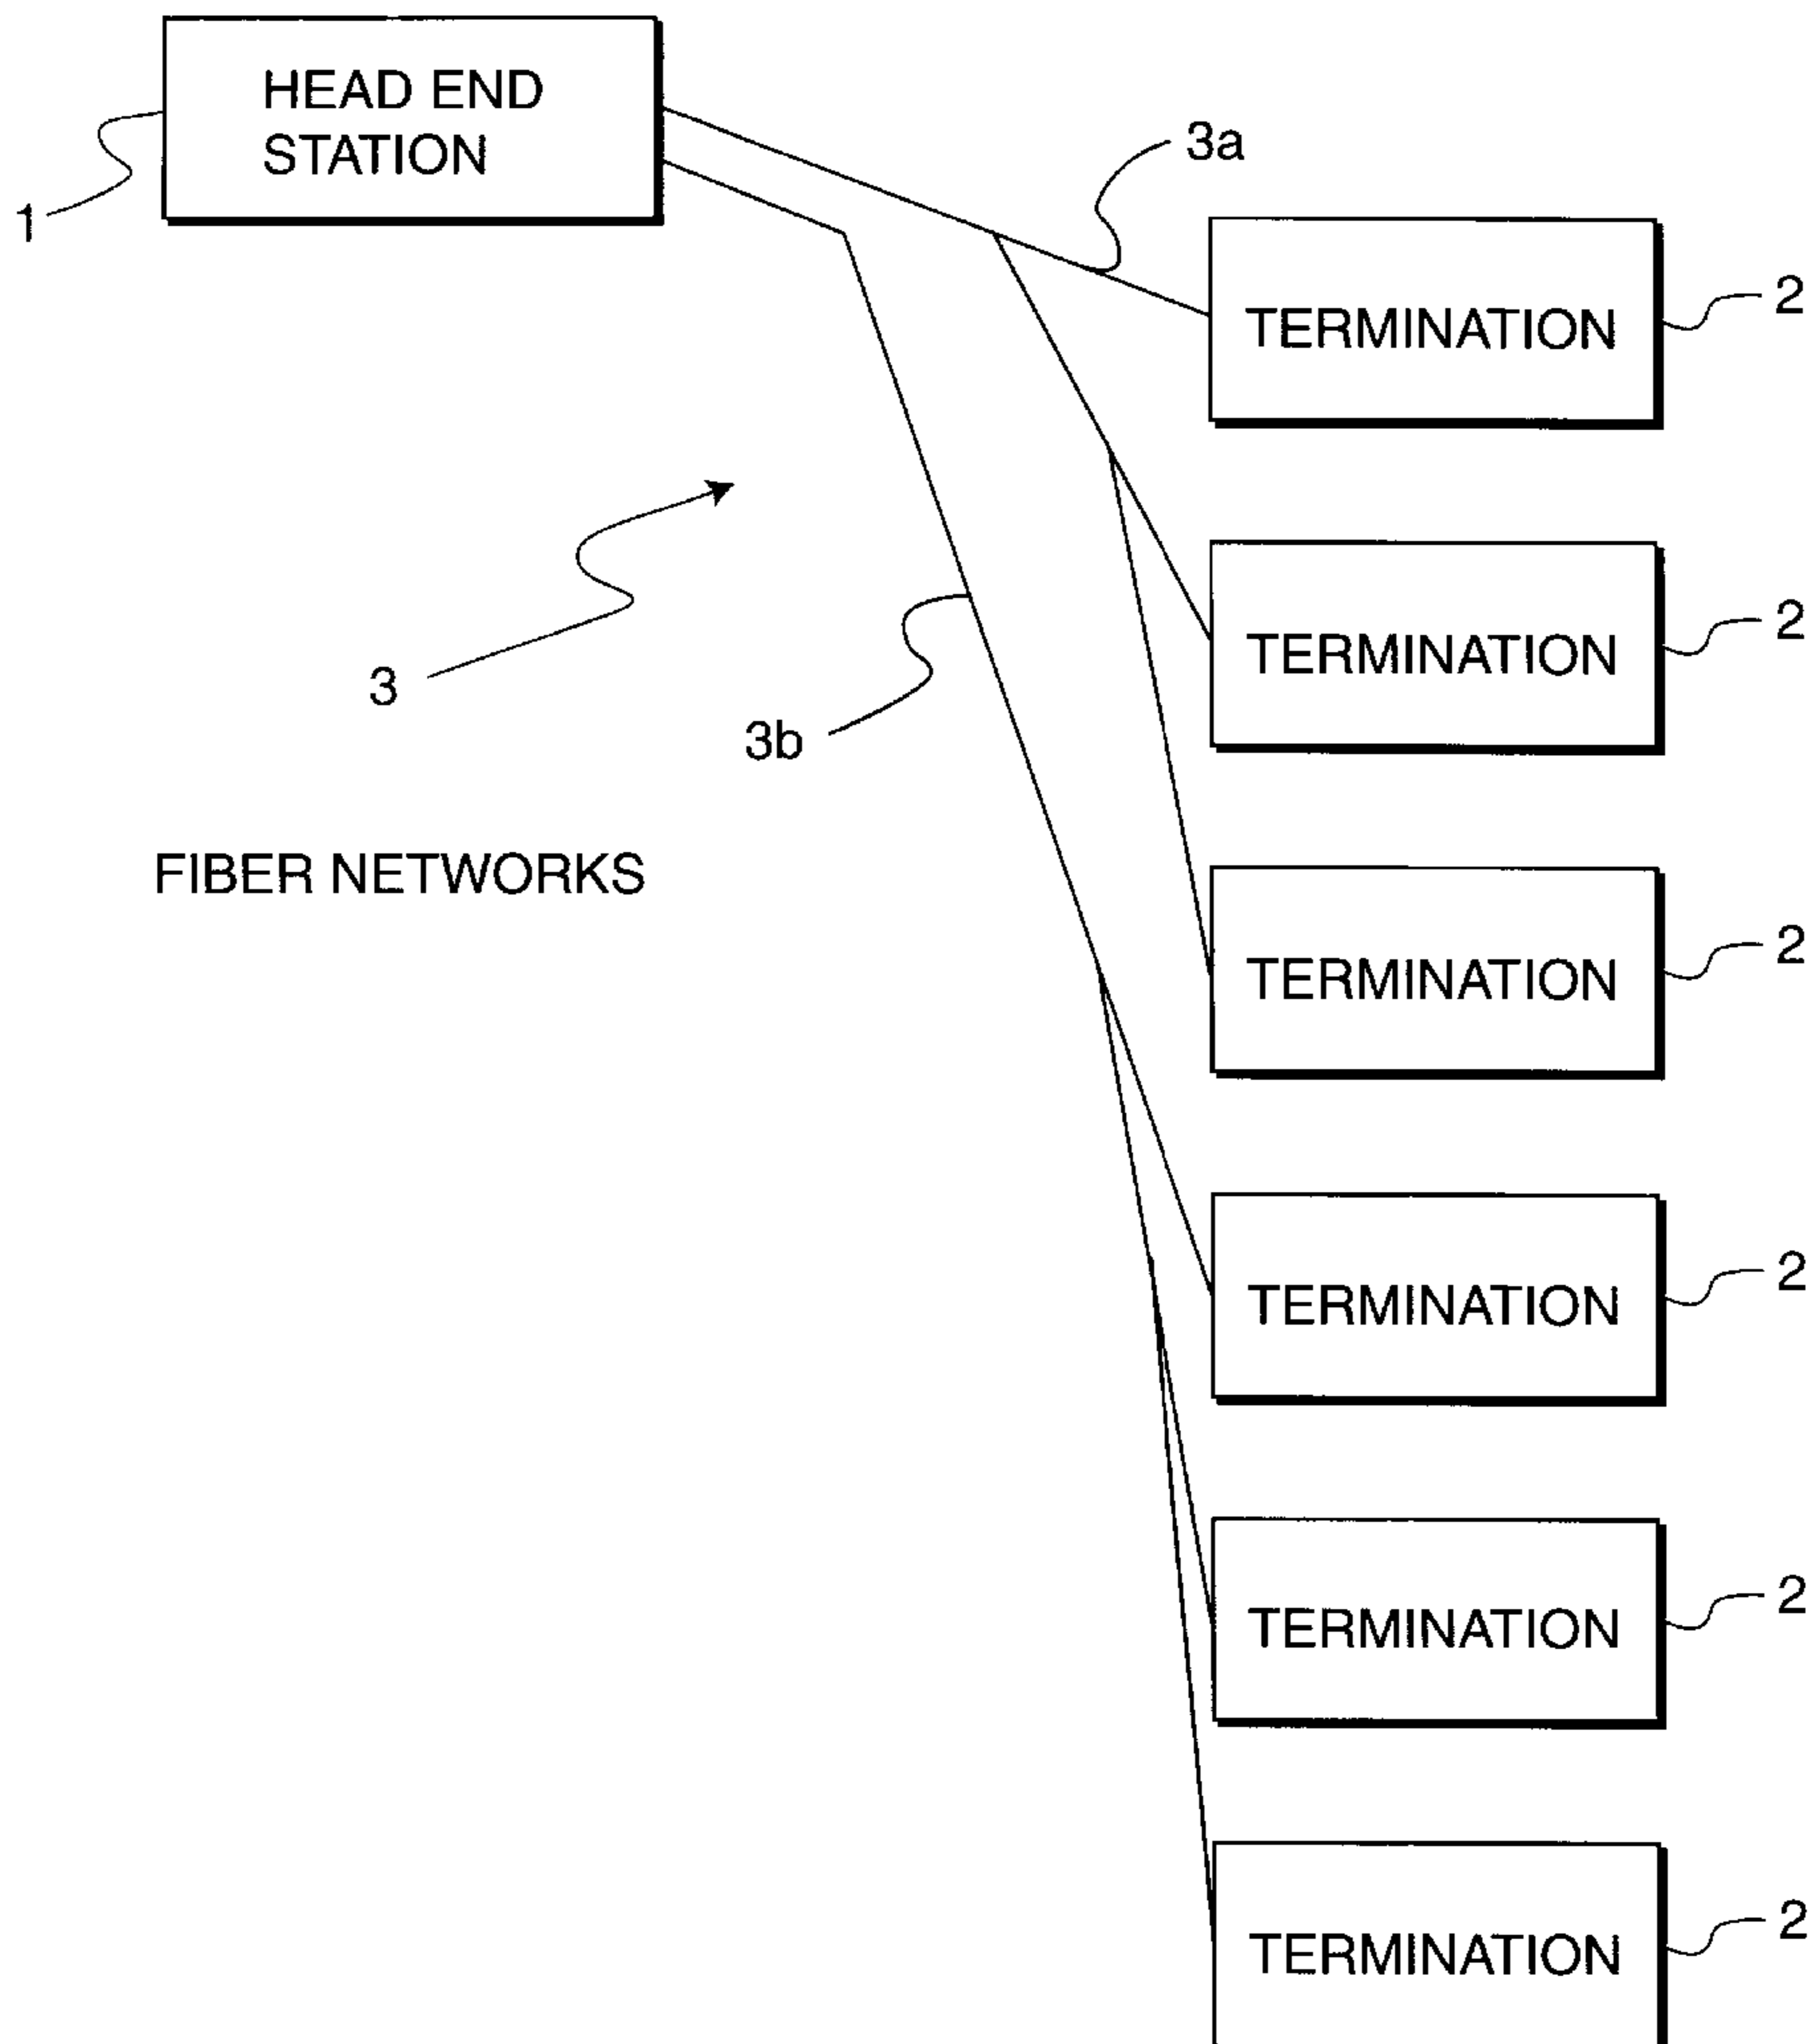 HEAD END
STATION
1
3a
TERMINATION
2
TERMINATION
2
3
3b
FIBER NETWORKS
TERMINATION
2
TERMINATION
2
TERMINATION
2
TERMINATION
2